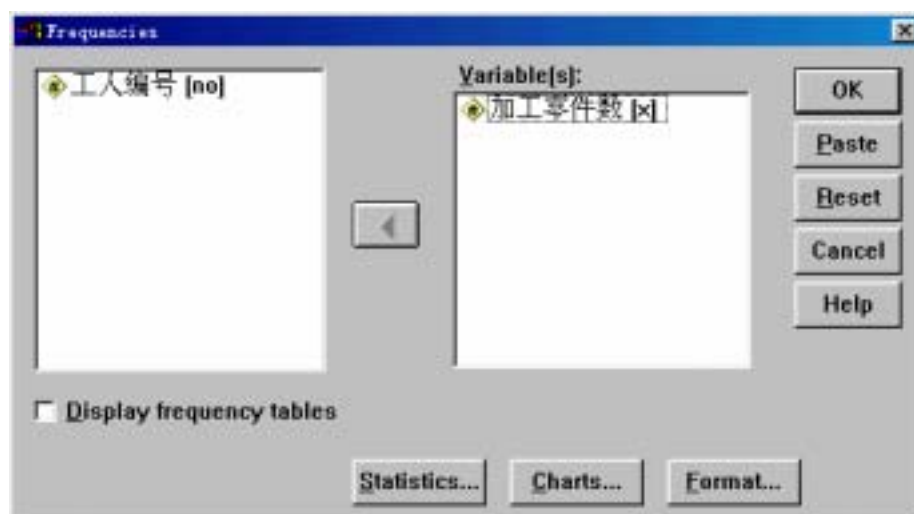 Frequencies
工人编号 [no]
Variable(s):
加工零件数 [x]
OK
Paste
Reset
Cancel
Help
Display frequency tables
Statistics...
Charts...
Format...